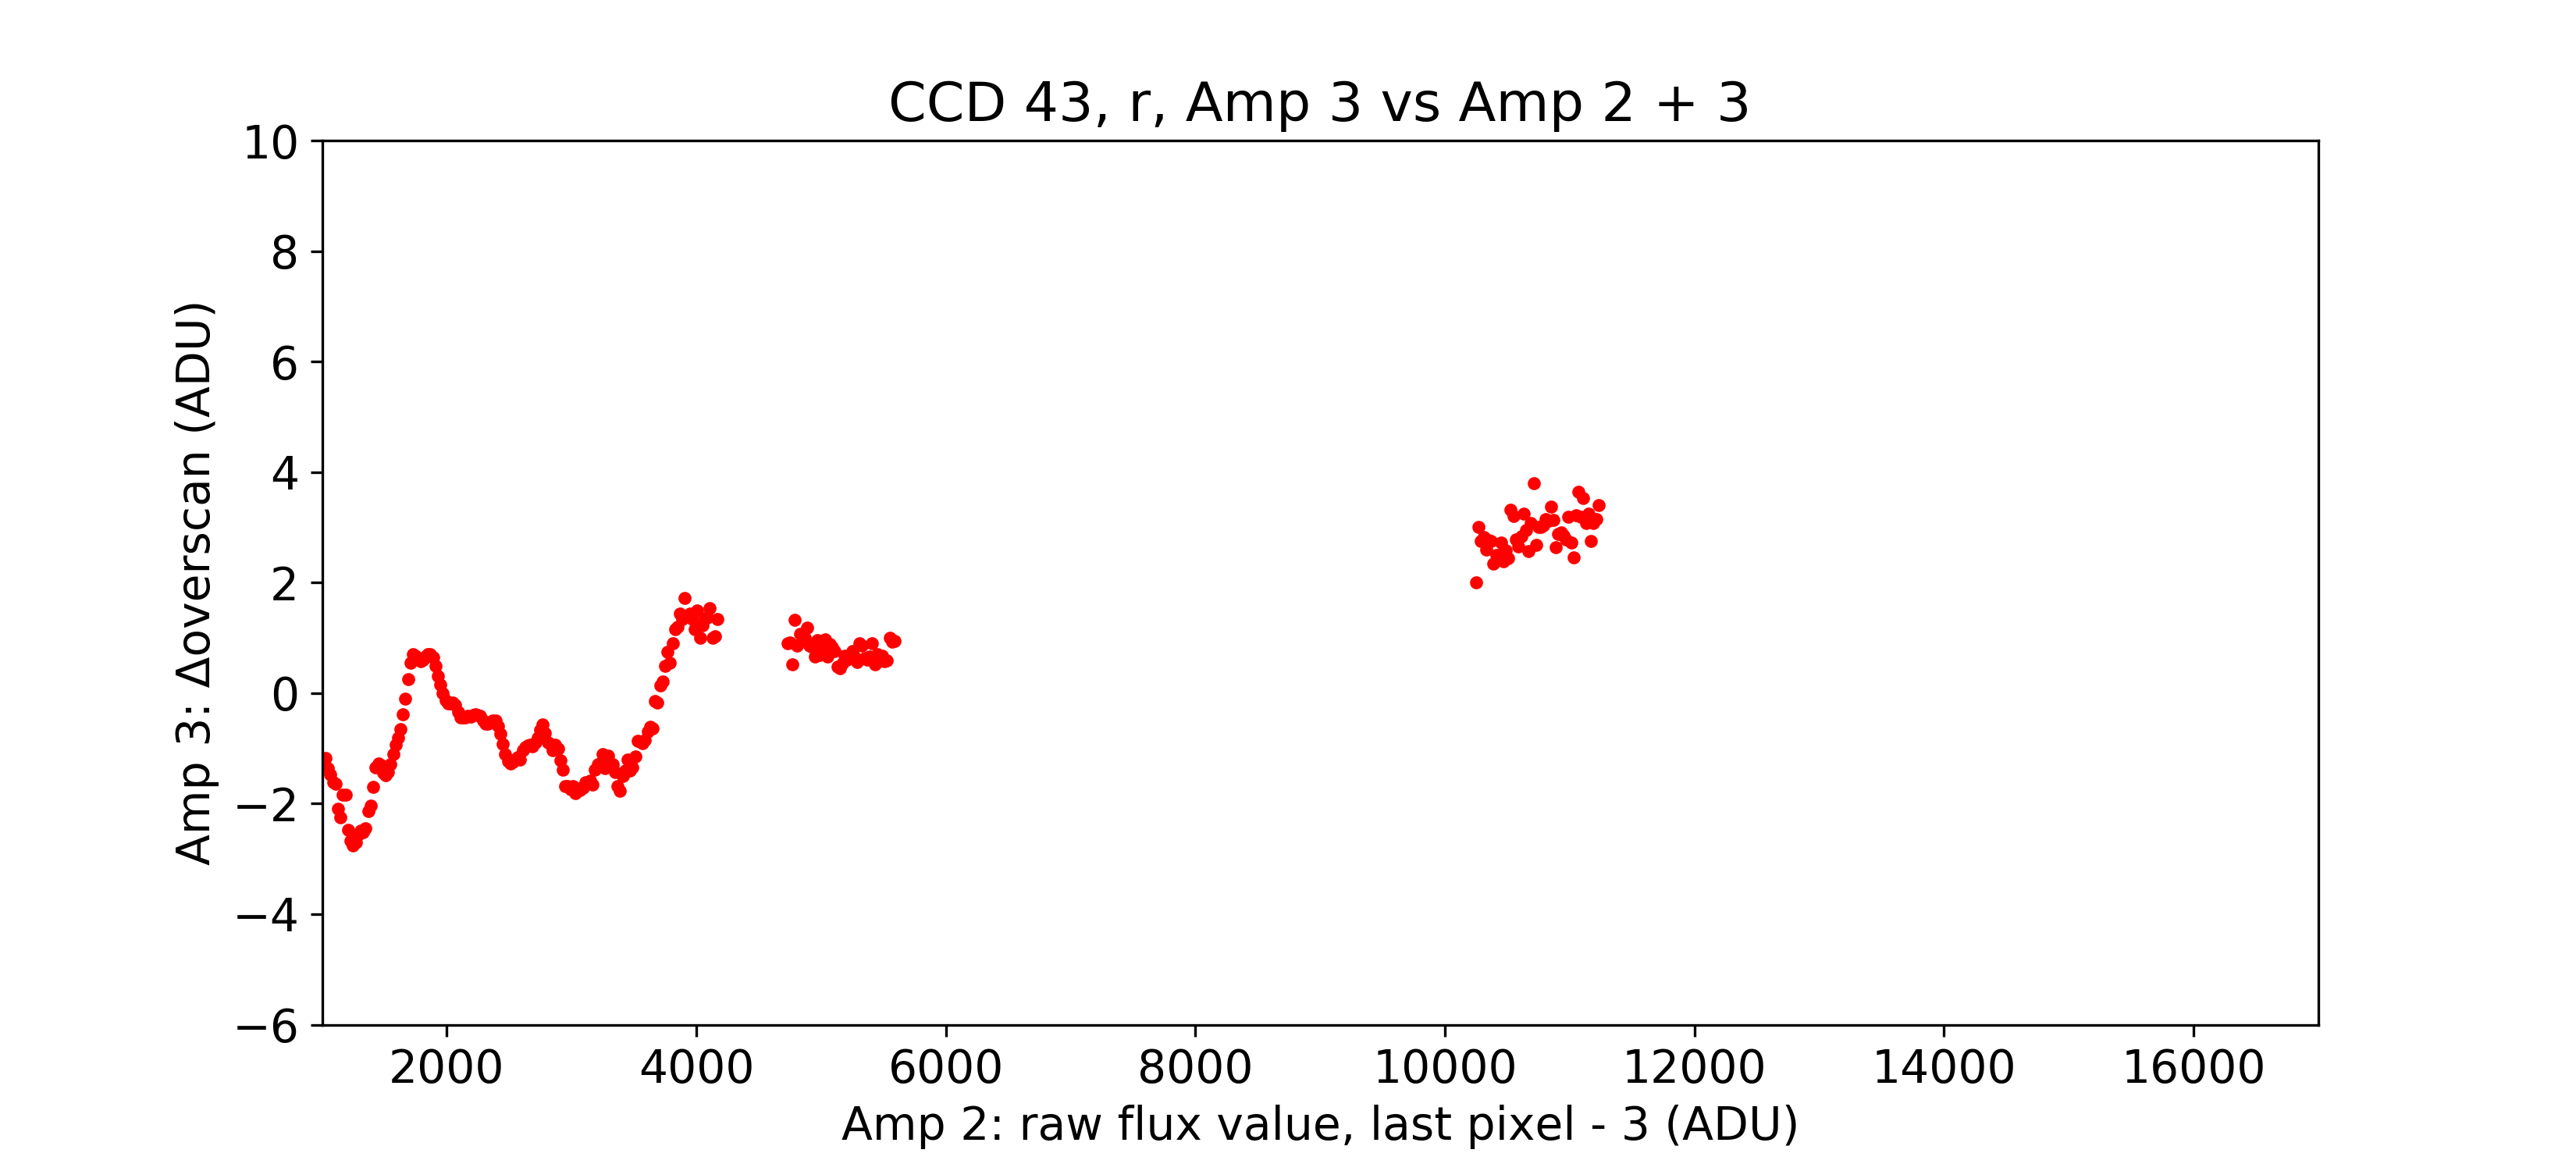 CCD 43, r, Amp 3 vs Amp 2 + 3
10
8
6
4
2
0
−2
−4
−6
Amp 3: Δoverscan (ADU)
2000 4000 6000 8000 10000 12000 14000 16000
Amp 2: raw flux value, last pixel - 3 (ADU)